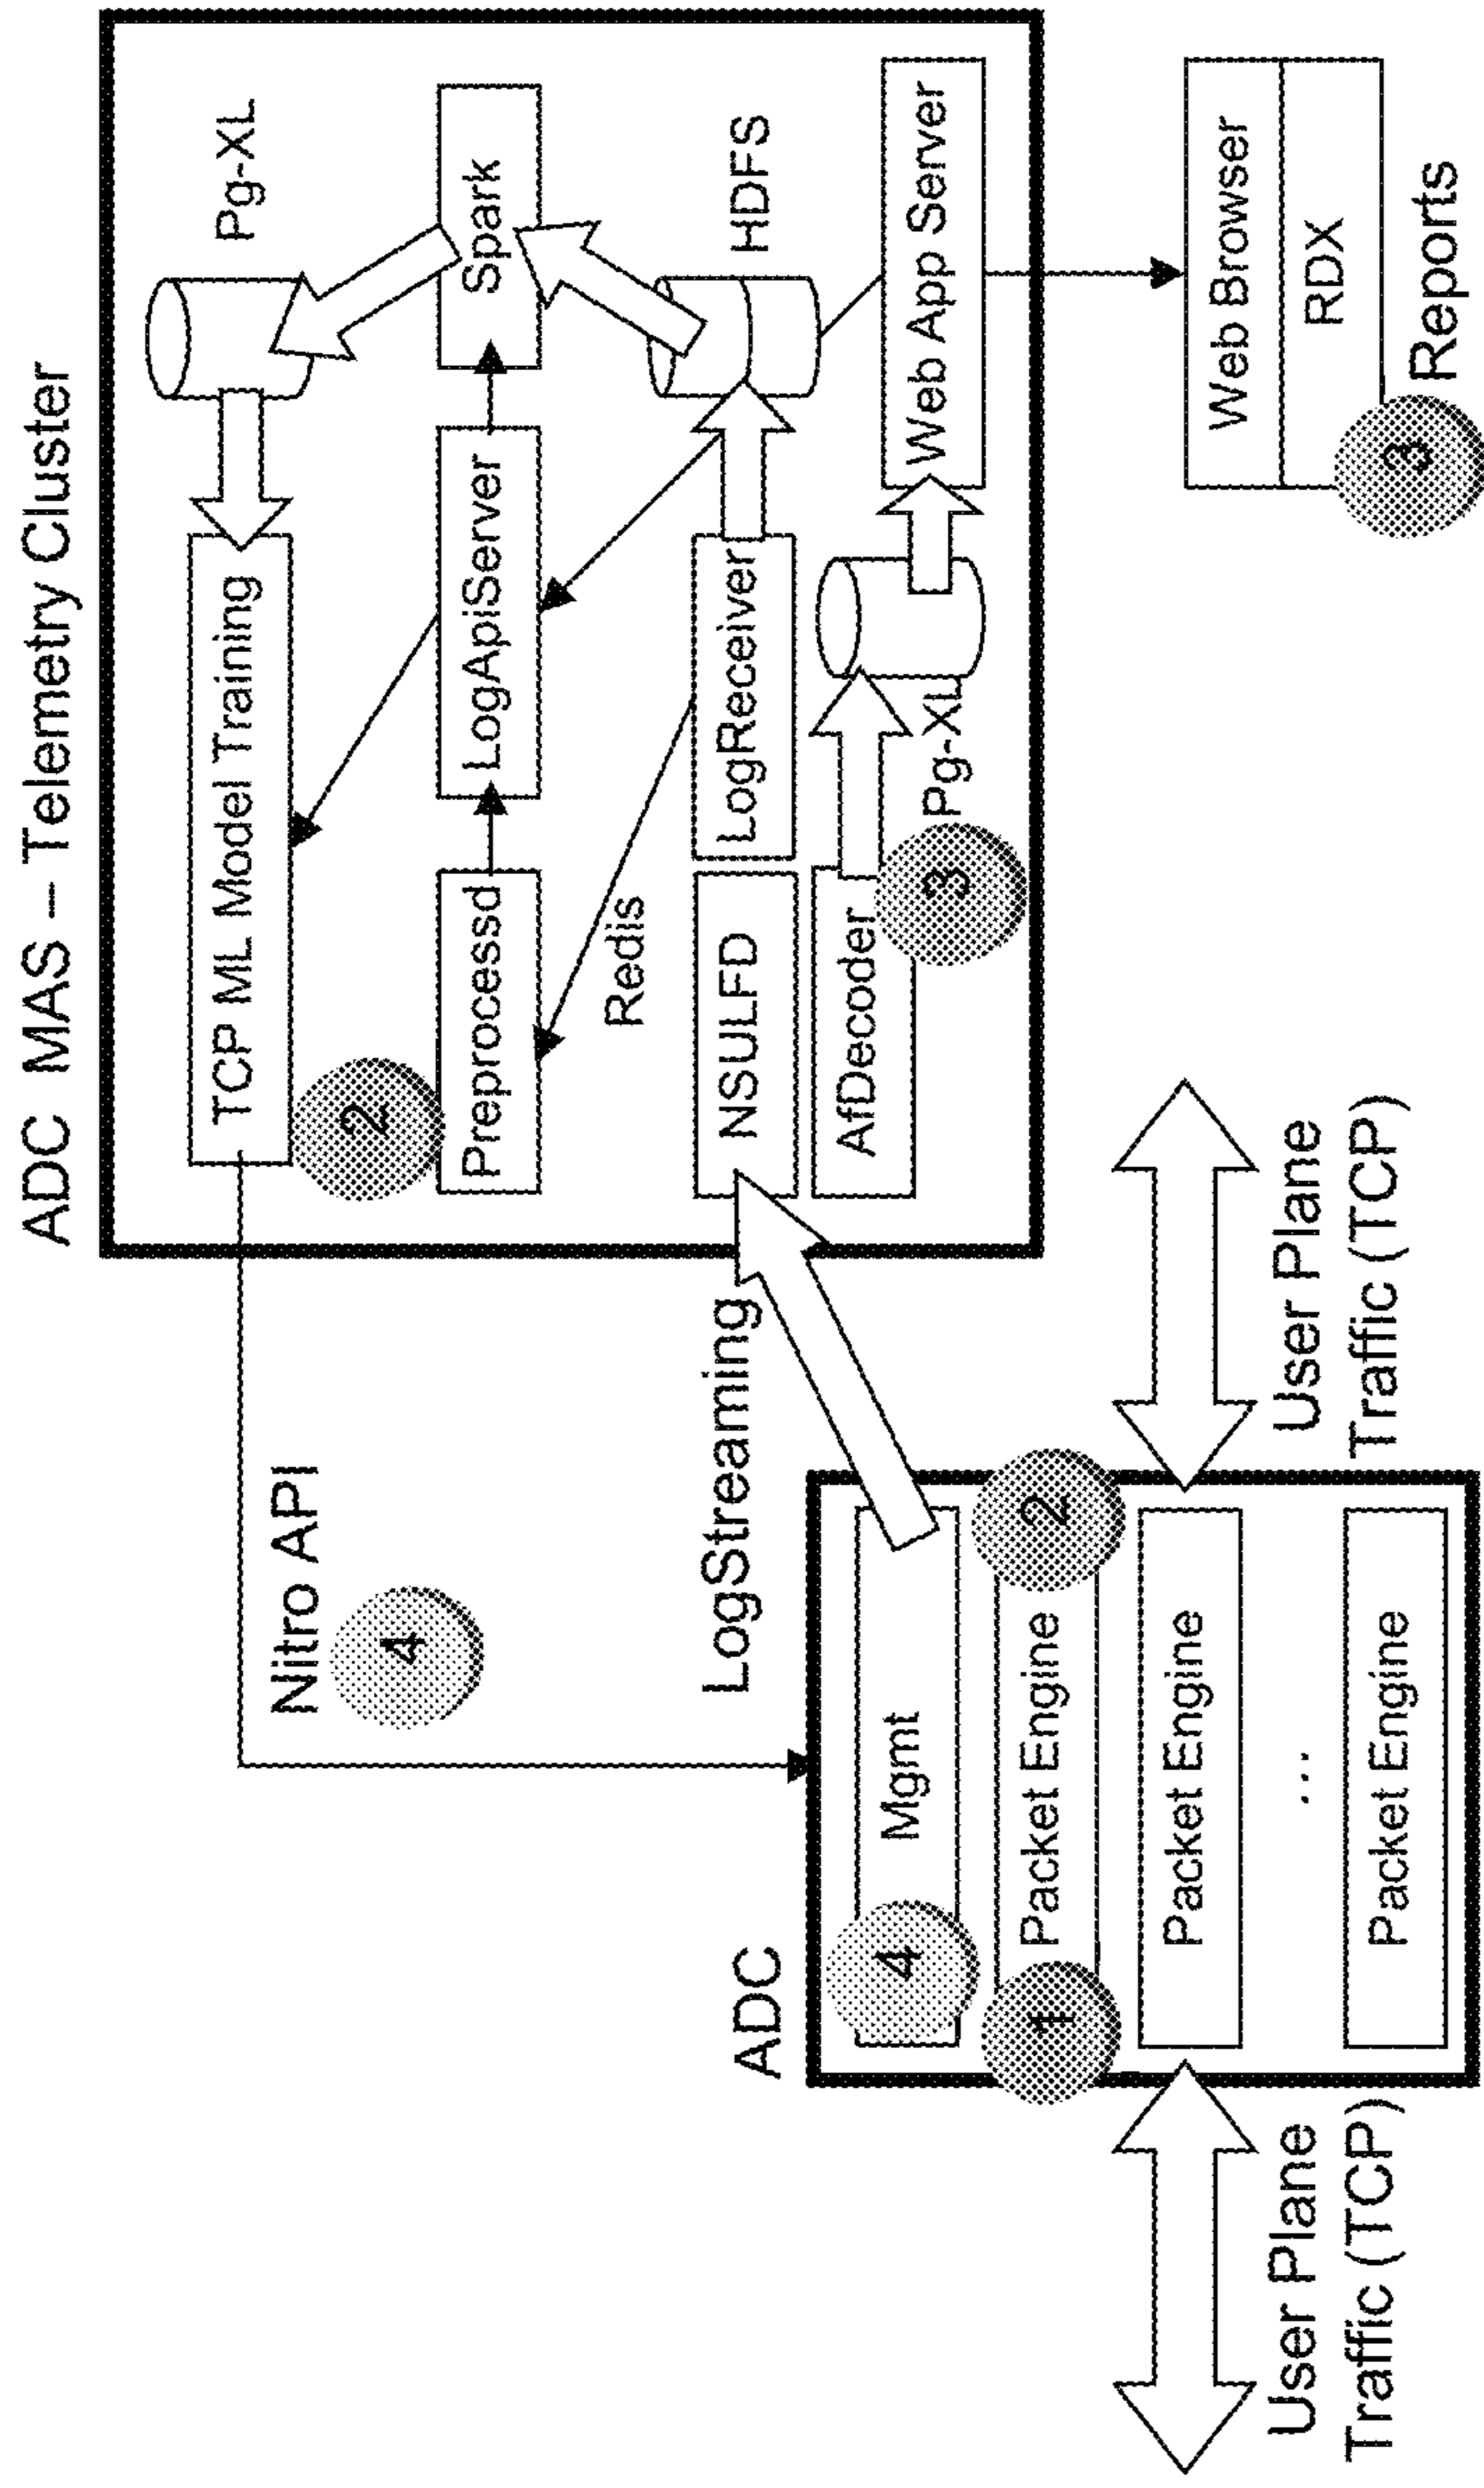 ADC MAS – Telemetry Cluster
Pg-XL
TCP ML Model Training
2
Nitro API
4
Preprocessd
LogApiServer
Spark
Redis
HDFS
LogStreaming
NSULFD
LogReceiver
AfDecoder
3
Pg-XL
Web App Server
ADC
Mgmt
4
1
Packet Engine
2
Packet Engine
...
Packet Engine
User Plane
Traffic (TCP)
User Plane
Traffic (TCP)
Web Browser
RDX
3
Reports